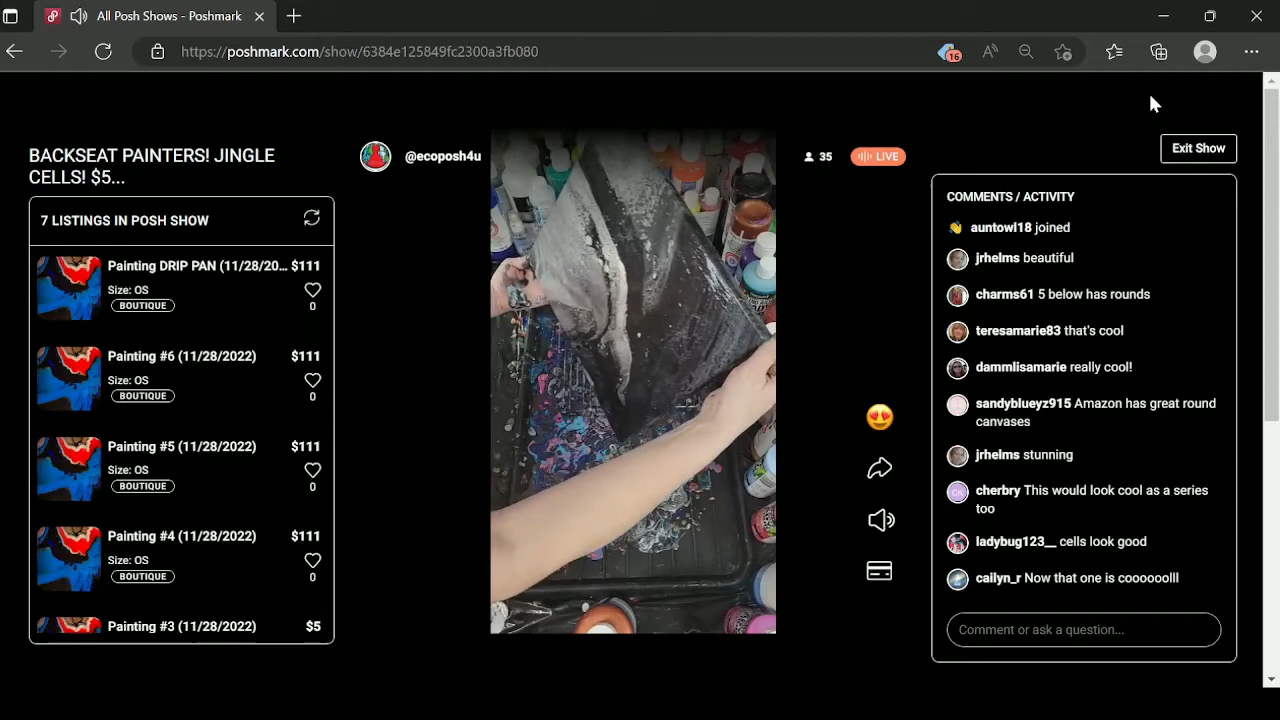 All Posh Shows - Poshmark
https://poshmark.com/show/6384e125849fc2300a3fb080
16
BACKSEAT PAINTERS! JINGLE
CELLS! $5...
@ecoposh4u
35
LIVE
Exit Show
7 LISTINGS IN POSH SHOW
Painting DRIP PAN (11/28/20... $111
Size: OS
BOUTIQUE
0
Painting #6 (11/28/2022) $111
Size: OS
BOUTIQUE
0
Painting #5 (11/28/2022) $111
Size: OS
BOUTIQUE
0
Painting #4 (11/28/2022) $111
Size: OS
BOUTIQUE
0
Painting #3 (11/28/2022) $5
COMMENTS / ACTIVITY
auntowl18 joined
jrhelms beautiful
charms61 5 below has rounds
teresamarie83 that's cool
dammlisamarie really cool!
sandyblueyz915 Amazon has great round
canvases
jrhelms stunning
cherbry This would look cool as a series
too
ladybug123__ cells look good
cailyn_r Now that one is coooooolll
Comment or ask a question...